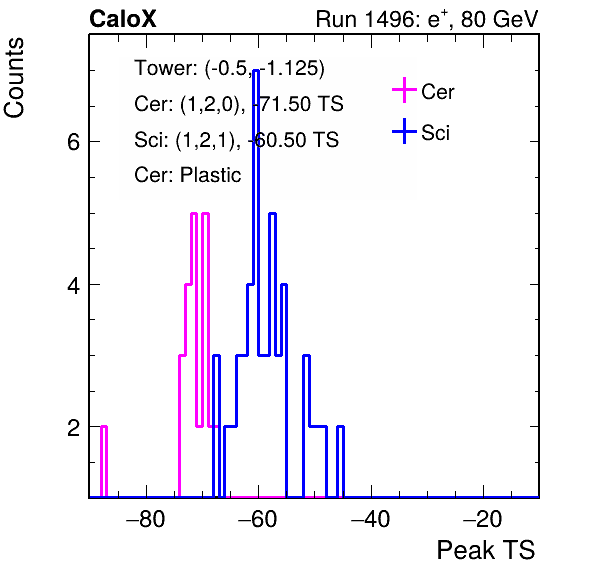 CaloX Run 1496: e⁺, 80 GeV
Counts
Tower: (-0.5, -1.125)
Cer: (1,2,0), -71.50 TS
Sci: (1,2,1), -60.50 TS
Cer: Plastic
Cer
Sci
6
4
2
−80 −60 −40 −20
Peak TS